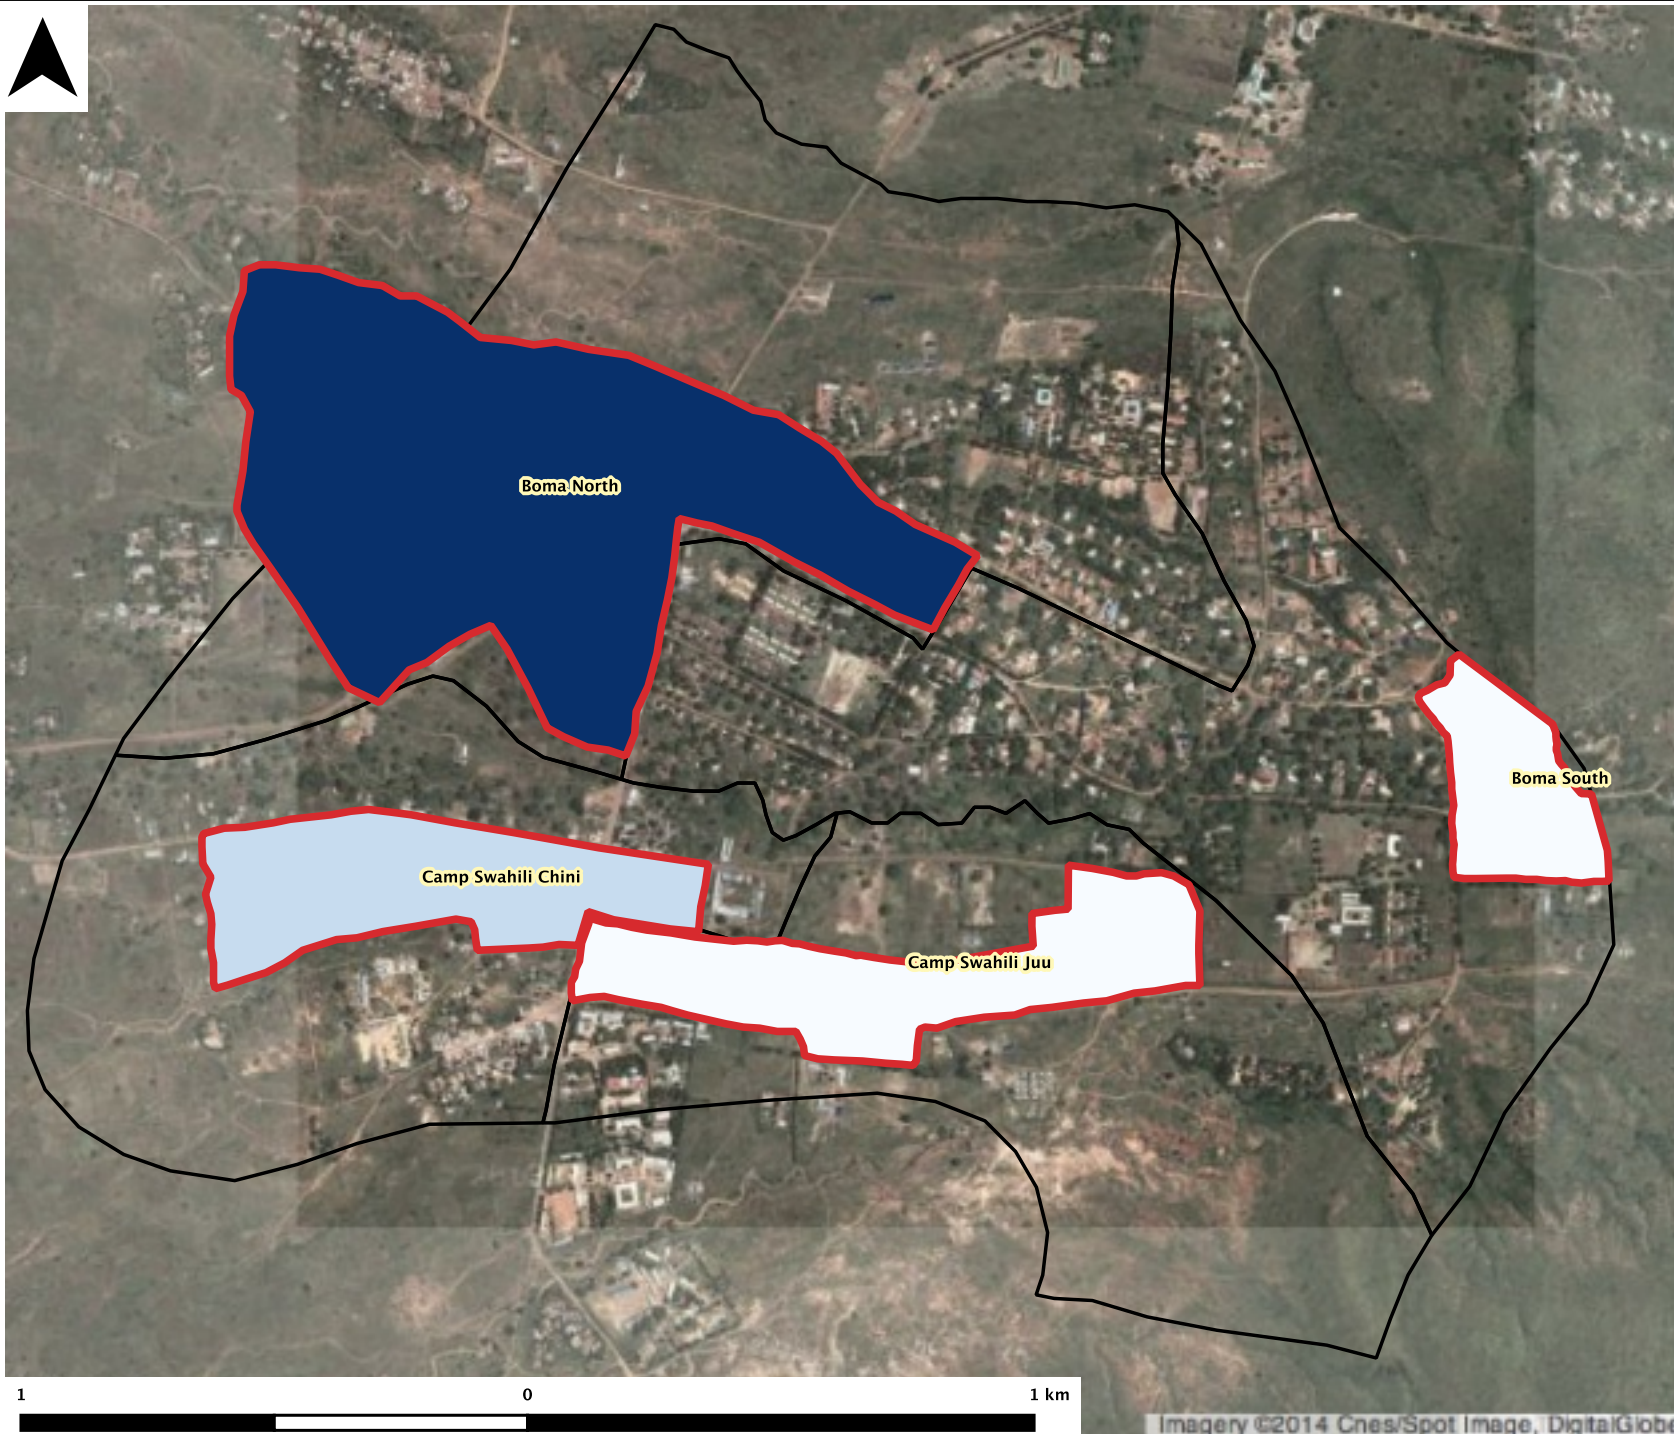 Boma North
Boma South
Camp Swahili Chini
Camp Swahili Juu
1 0 1 km
Imagery ©2014 Cnes/Spot Image, DigitalGlobe